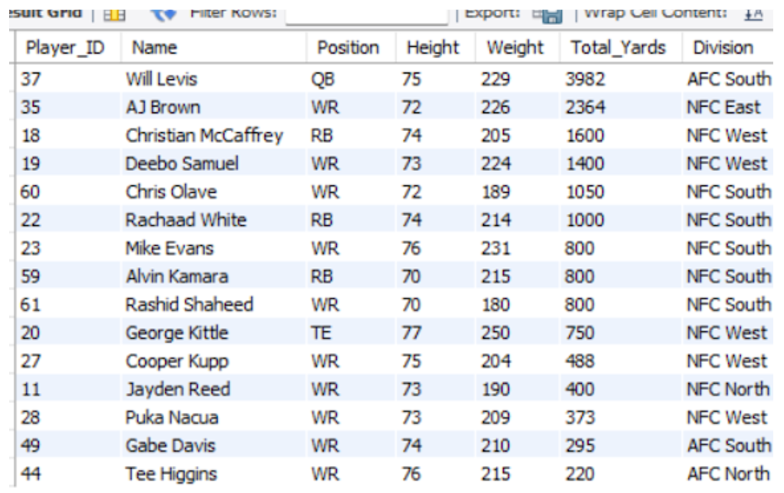 esult Grid | Filter Rows: | Export: | Wrap Cell Content: IA
Player_ID Name Position Height Weight Total_Yards Division
37 Will Levis QB 75 229 3982 AFC South
35 AJ Brown WR 72 226 2364 NFC East
18 Christian McCaffrey RB 74 205 1600 NFC West
19 Deebo Samuel WR 73 224 1400 NFC West
60 Chris Olave WR 72 189 1050 NFC South
22 Rachaad White RB 74 214 1000 NFC South
23 Mike Evans WR 76 231 800 NFC South
59 Alvin Kamara RB 70 215 800 NFC South
61 Rashid Shaheed WR 70 180 800 NFC South
20 George Kittle TE 77 250 750 NFC West
27 Cooper Kupp WR 75 204 488 NFC West
11 Jayden Reed WR 73 190 400 NFC North
28 Puka Nacua WR 73 209 373 NFC West
49 Gabe Davis WR 74 210 295 AFC South
44 Tee Higgins WR 76 215 220 AFC North